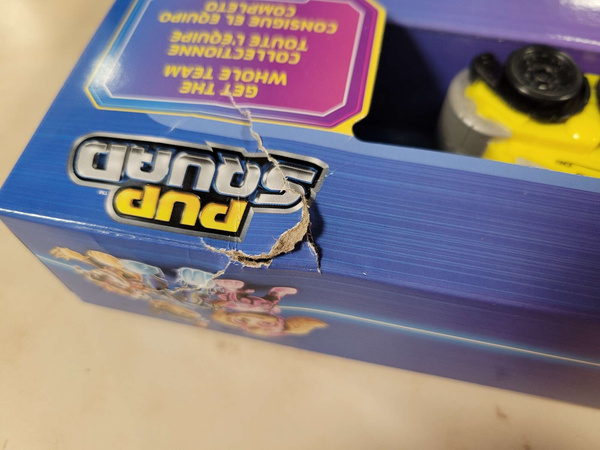 GET THE
WHOLE TEAM
COLLECTIONNE
TOUTE L'ÉQUIPE
CONSIGUE EL EQUIPO
COMPLETO
PUP
SQUAD